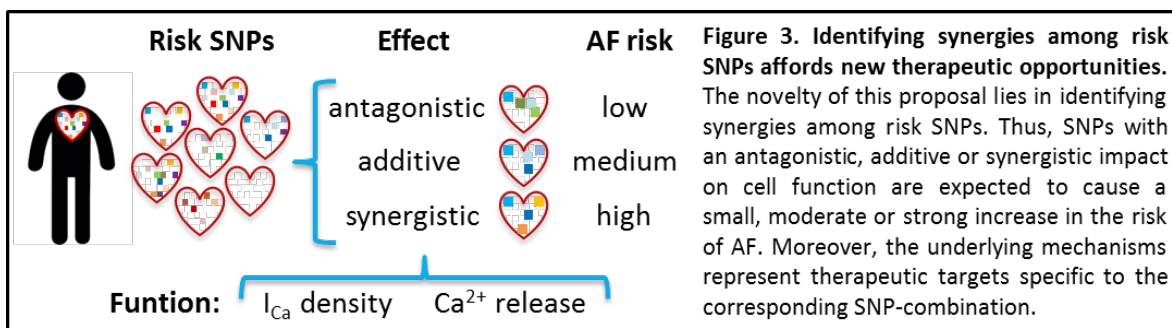 Risk SNPs Effect AF risk
antagonistic low
additive medium
synergistic high
Funtion: I_Ca density Ca²⁺ release
Figure 3. Identifying synergies among risk
SNPs affords new therapeutic opportunities.
The novelty of this proposal lies in identifying
synergies among risk SNPs. Thus, SNPs with
an antagonistic, additive or synergistic impact
on cell function are expected to cause a
small, moderate or strong increase in the risk
of AF. Moreover, the underlying mechanisms
represent therapeutic targets specific to the
corresponding SNP-combination.